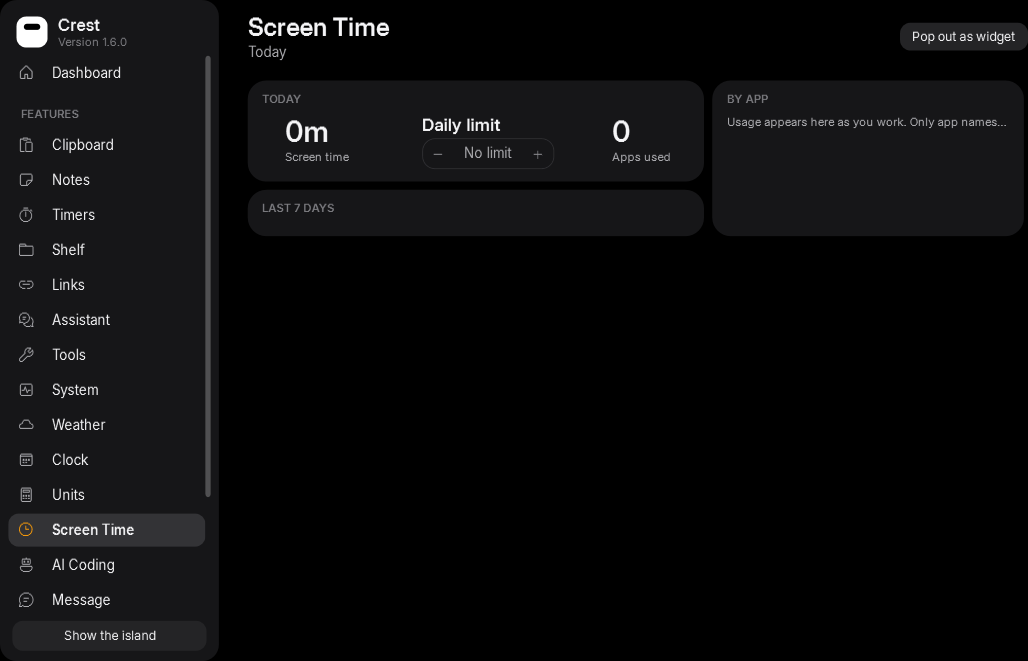 Crest
Version 1.6.0
Dashboard
FEATURES
Clipboard
Notes
Timers
Shelf
Links
Assistant
Tools
System
Weather
Clock
Units
Screen Time
AI Coding
Message
Show the island
Screen Time
Today
Pop out as widget
TODAY
0m
Screen time
Daily limit
− No limit +
0
Apps used
LAST 7 DAYS
BY APP
Usage appears here as you work. Only app names...